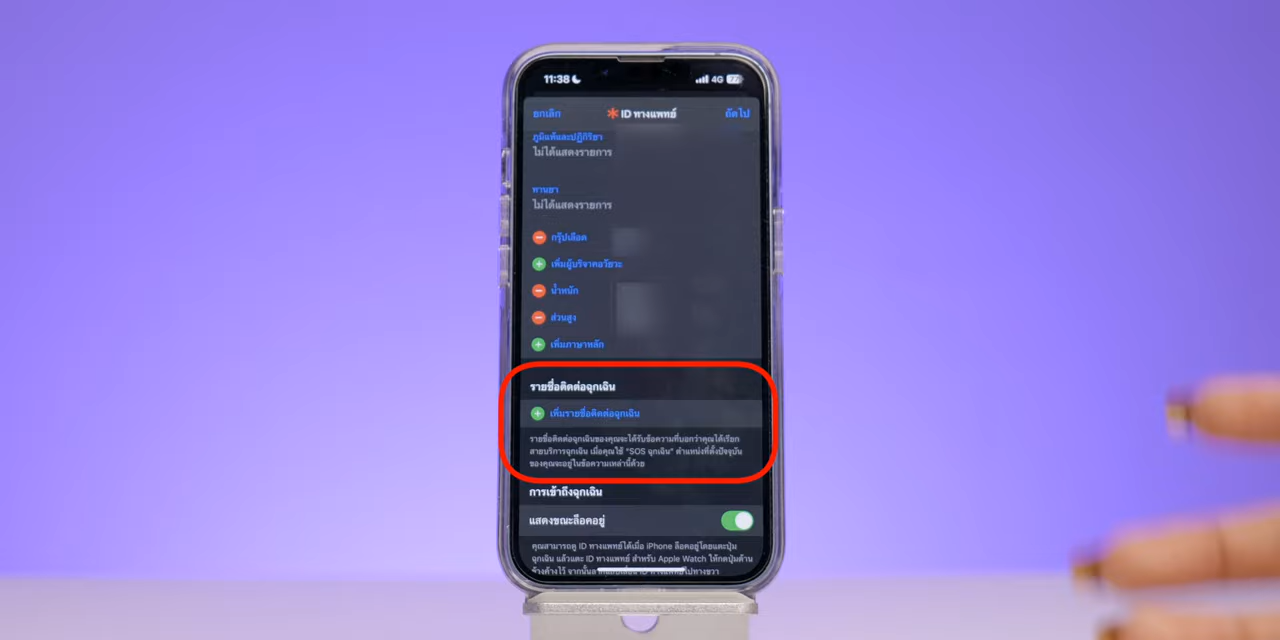 11:38
4G 77
ยกเลิก
ID ทางแพทย์
ถัดไป
ภูมิแพ้และปฏิกิริยา
ไม่ได้แสดงรายการ
ทานยา
ไม่ได้แสดงรายการ
กรุ๊ปเลือด
เพิ่มผู้บริจาคอวัยวะ
น้ำหนัก
ส่วนสูง
เพิ่มภาษาหลัก
รายชื่อติดต่อฉุกเฉิน
เพิ่มรายชื่อติดต่อฉุกเฉิน
รายชื่อติดต่อฉุกเฉินของคุณจะได้รับข้อความที่บอกว่าคุณได้เรียก
สายบริการฉุกเฉิน เมื่อคุณใช้ "SOS ฉุกเฉิน" ตำแหน่งที่ตั้งปัจจุบัน
ของคุณจะอยู่ในข้อความเหล่านี้ด้วย
การเข้าถึงฉุกเฉิน
แสดงขณะล็อคอยู่
คุณสามารถดู ID ทางแพทย์ได้เมื่อ iPhone ล็อคอยู่โดยแตะปุ่ม
ฉุกเฉิน แล้วแตะ ID ทางแพทย์ สำหรับ Apple Watch ให้กดปุ่มด้าน
ข้างค้างไว้ จากนั้น